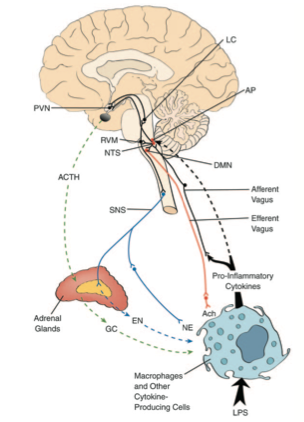 LC
AP
PVN
RVM
NTS
DMN
ACTH
Afferent
Vagus
SNS
Efferent
Vagus
Pro-Inflammatory
Cytokines
Ach
Adrenal
Glands
EN
GC
NE
Macrophages
and Other
Cytokine-
Producing Cells
LPS